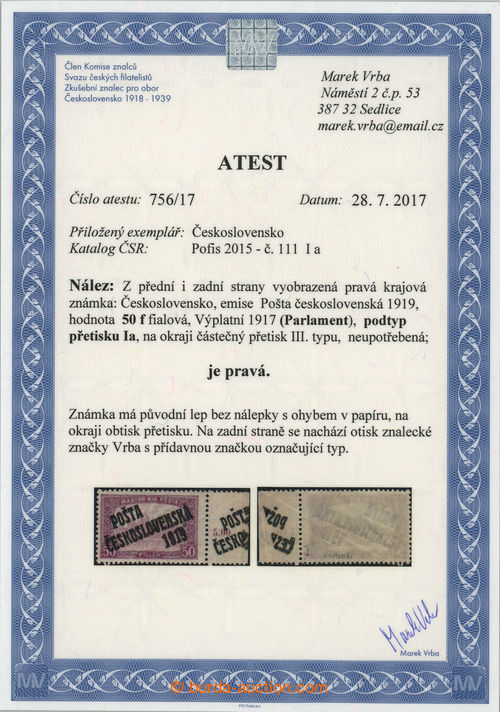 Člen Komise znalců
Svazu českých filatelistů
Zkušební znalec pro obor
Československo 1918 - 1939
MV
Marek Vrba
Náměstí 2 č.p. 53
387 32 Sedlice
marek.vrba@email.cz
ATEST
Číslo atestu: 756/17 Datum: 28. 7. 2017
Přiložený exemplář: Československo
Katalog ČSR: Pofis 2015 - č. 111 I a
Nález: Z přední i zadní strany vyobrazená pravá krajová
známka: Československo, emise Pošta československá 1919,
hodnota 50 f fialová, Výplatní 1917 (Parlament), podtyp
přetisku Ia, na okraji částečný přetisk III. typu, neupotřebená;
je pravá.
Známka má původní lep bez nálepky s ohybem v papíru, na
okraji obtisk přetisku. Na zadní straně se nachází otisk znalecké
značky Vrba s přídavnou značkou označující typ.
MAGYAR KIR. POSTA
POŠTA
ČESKOSLOVENSKÁ
1919
50 FILLÉR 50
Marek Vrba
MV
MV
burda-auction.com